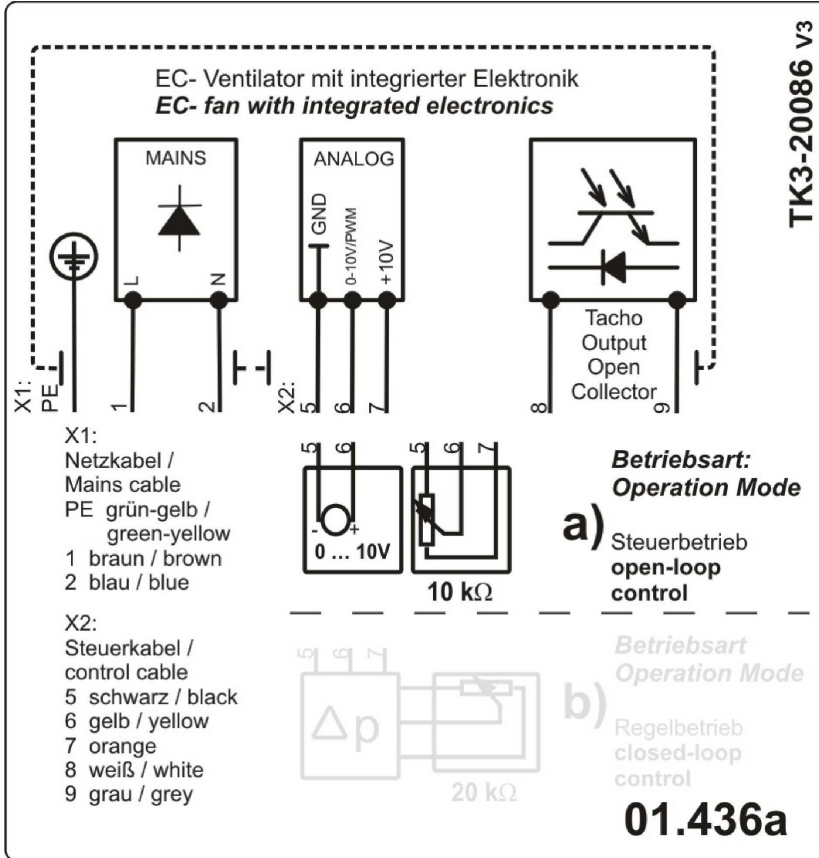 TK3-20086 V3
EC- Ventilator mit integrierter Elektronik
EC- fan with integrated electronics
MAINS
L
N
ANALOG
GND
0-10V/PWM
+10V
Tacho
Output
Open
Collector
X1:
PE
1
2
X2:
5
6
7
8
9
X1:
Netzkabel /
Mains cable
PE grün-gelb /
green-yellow
1 braun / brown
2 blau / blue
X2:
Steuerkabel /
control cable
5 schwarz / black
6 gelb / yellow
7 orange
8 weiß / white
9 grau / grey
5 6
- +
0 ... 10V
5 6 7
10 kΩ
a)
Betriebsart:
Operation Mode
Steuerbetrieb
open-loop
control
5 6 7
Δp
20 kΩ
b)
Betriebsart
Operation Mode
Regelbetrieb
closed-loop
control
01.436a